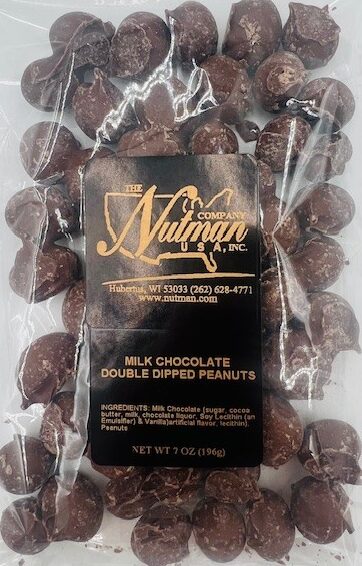 THE
Nutman
COMPANY
USA, INC.
Hubertus, WI 53033 (262) 628-4771
www.nutman.com
MILK CHOCOLATE
DOUBLE DIPPED PEANUTS
INGREDIENTS: Milk Chocolate (sugar, cocoa
butter, milk, chocolate liquor, Soy Lecithin (an
Emulsifier) & Vanilla)artificial flavor, lecithin).
Peanuts
NET WT 7 OZ (196g)